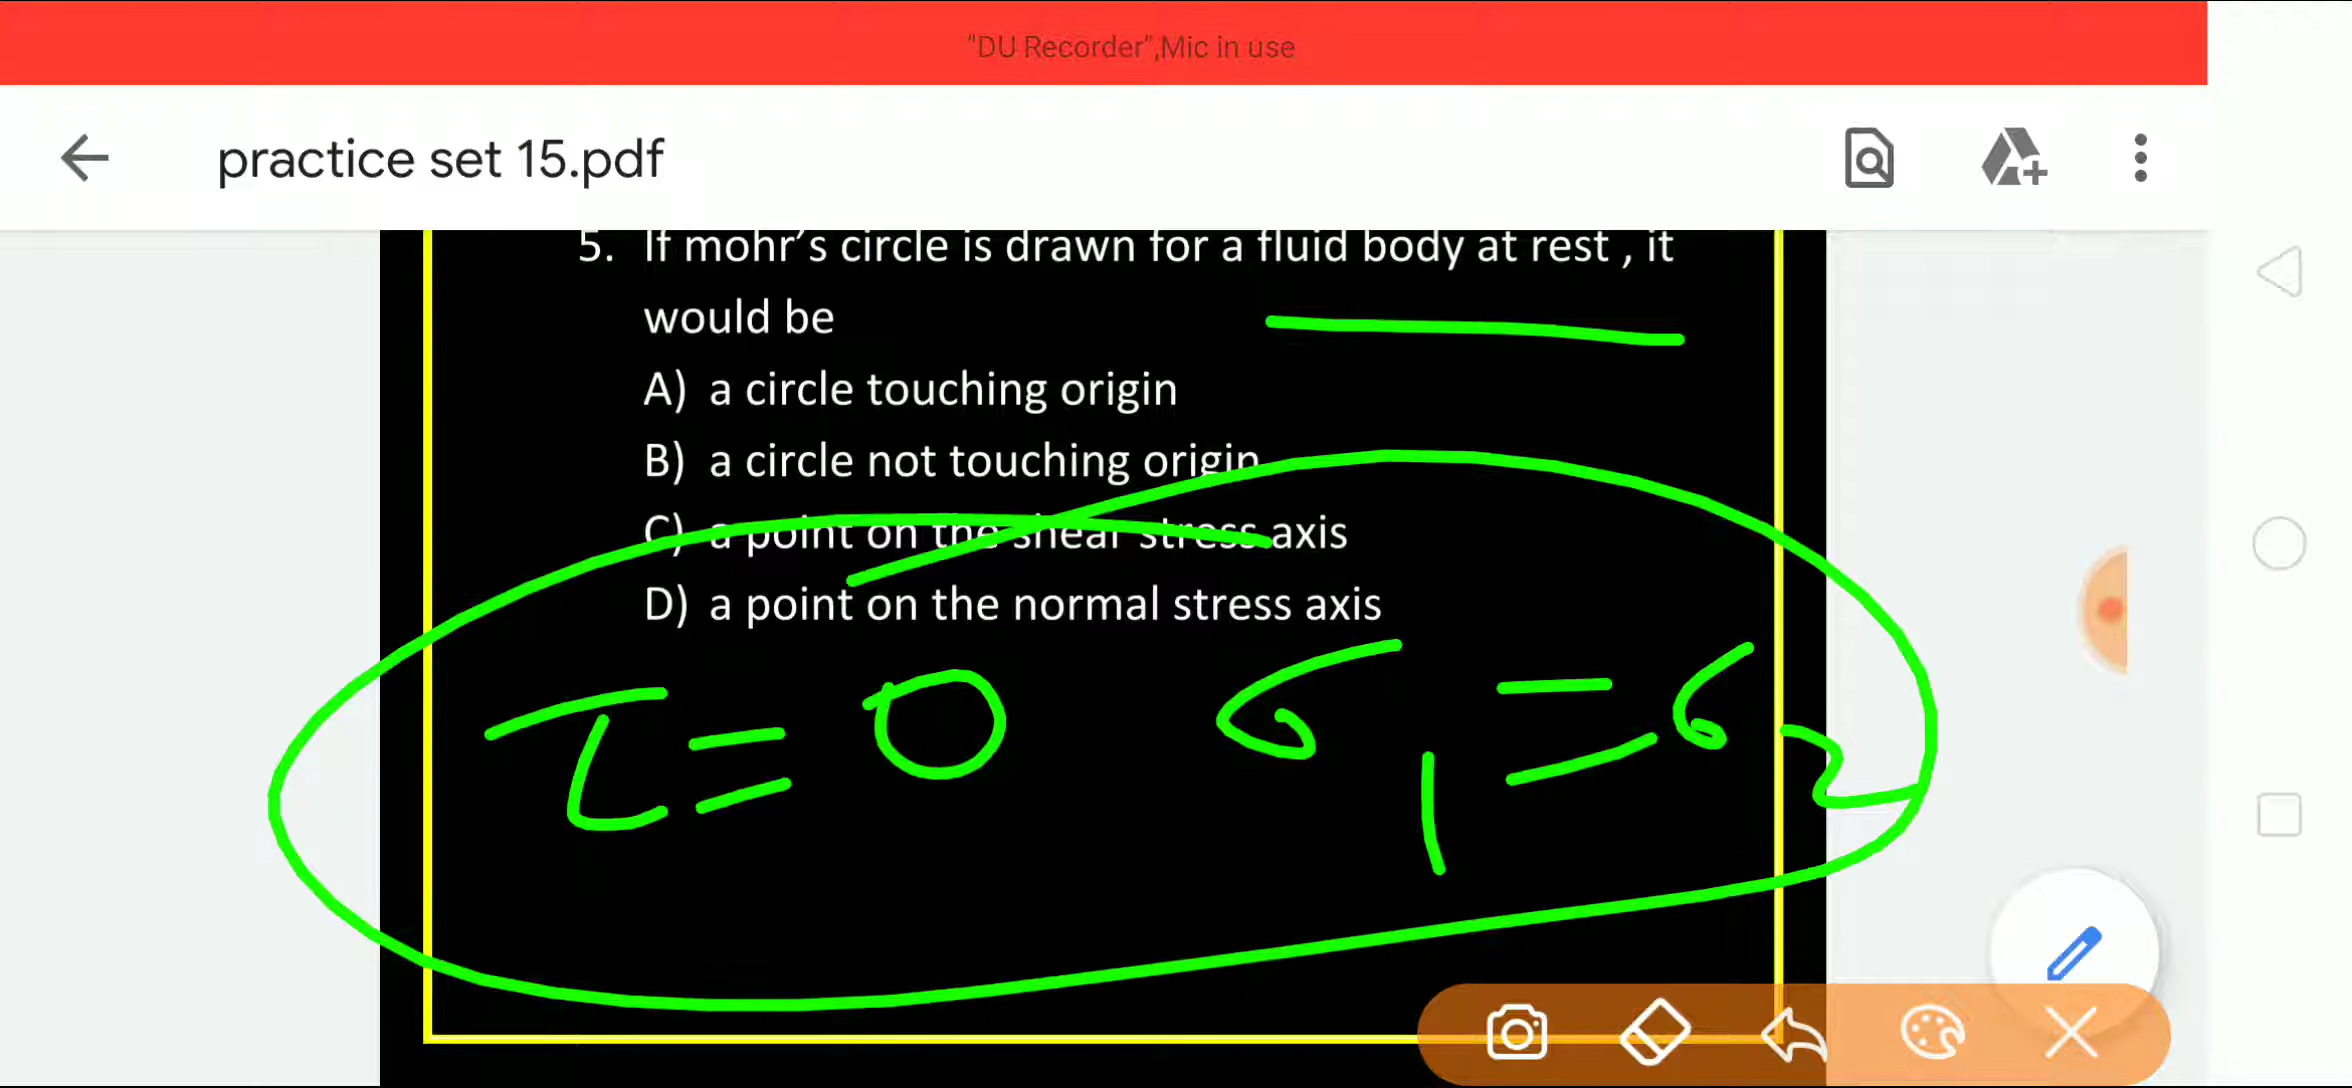 "DU Recorder",Mic in use
practice set 15.pdf
5. If mohr's circle is drawn for a fluid body at rest , it
would be
A) a circle touching origin
B) a circle not touching origin
C) a point on the shear stress axis
D) a point on the normal stress axis
τ = 0 σ1 = σ2